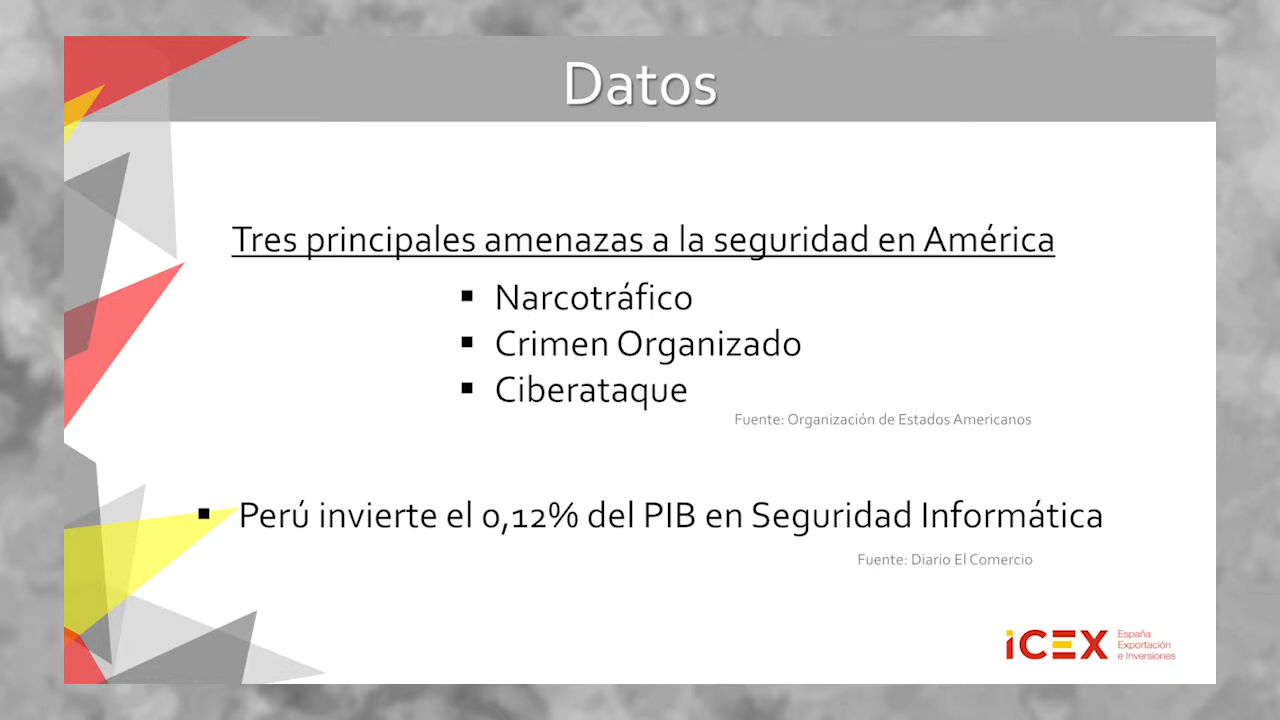 Datos
Tres principales amenazas a la seguridad en América
▪ Narcotráfico
▪ Crimen Organizado
▪ Ciberataque
Fuente: Organización de Estados Americanos
▪ Perú invierte el 0,12% del PIB en Seguridad Informática
Fuente: Diario El Comercio
iCEX
España
Exportación
e Inversiones